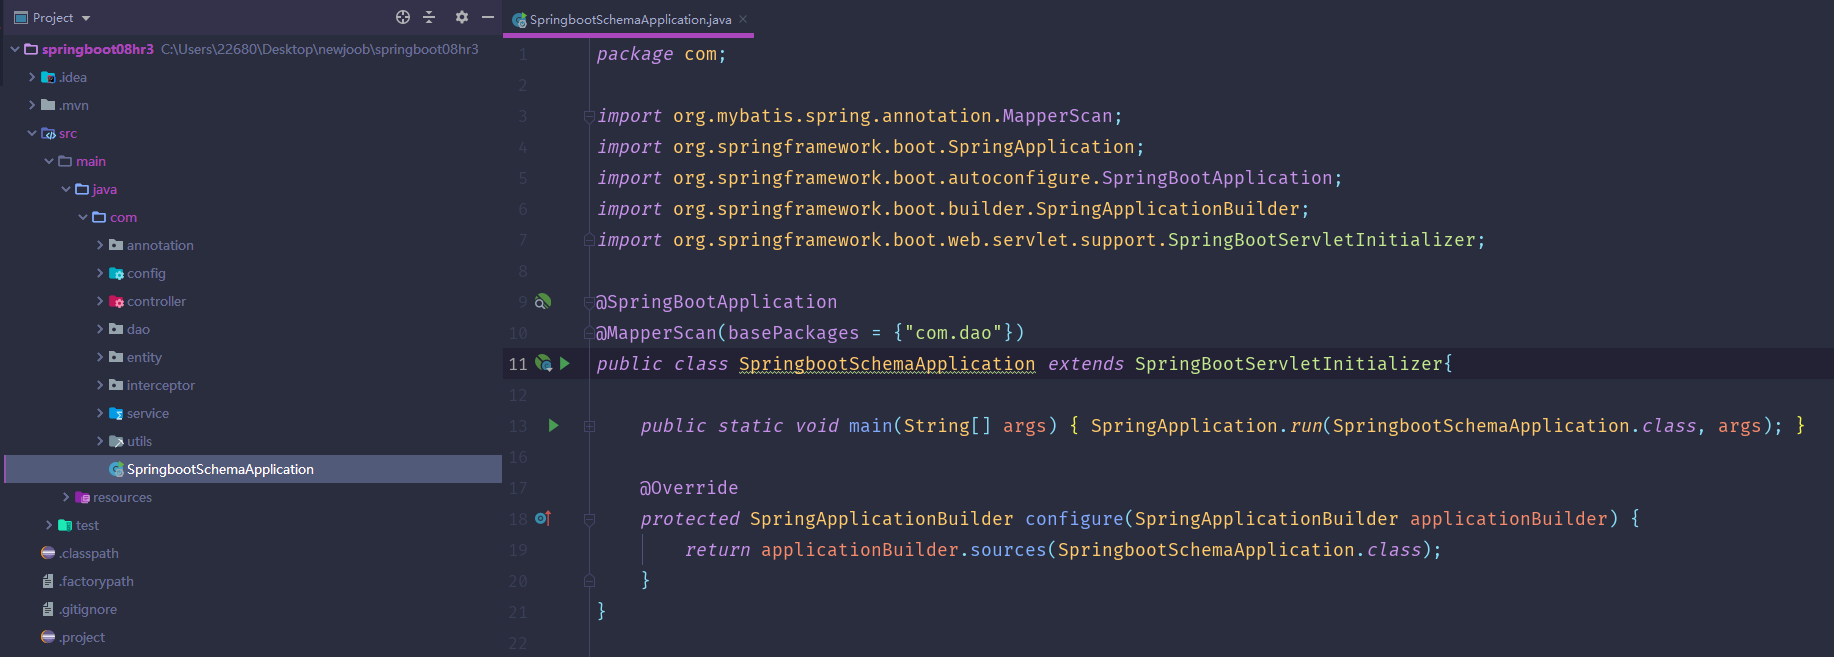 Project
springboot08hr3 C:\Users\22680\Desktop\newjoob\springboot08hr3
.idea
.mvn
src
main
java
com
annotation
config
controller
dao
entity
interceptor
service
utils
SpringbootSchemaApplication
resources
test
.classpath
.factorypath
.gitignore
.project
SpringbootSchemaApplication.java
1 package com;
2
3 import org.mybatis.spring.annotation.MapperScan;
4 import org.springframework.boot.SpringApplication;
5 import org.springframework.boot.autoconfigure.SpringBootApplication;
6 import org.springframework.boot.builder.SpringApplicationBuilder;
7 import org.springframework.boot.web.servlet.support.SpringBootServletInitializer;
8
9 @SpringBootApplication
10 @MapperScan(basePackages = {"com.dao"})
11 public class SpringbootSchemaApplication extends SpringBootServletInitializer{
12
13 public static void main(String[] args) { SpringApplication.run(SpringbootSchemaApplication.class, args); }
16
17 @Override
18 protected SpringApplicationBuilder configure(SpringApplicationBuilder applicationBuilder) {
19 return applicationBuilder.sources(SpringbootSchemaApplication.class);
20 }
21 }
22